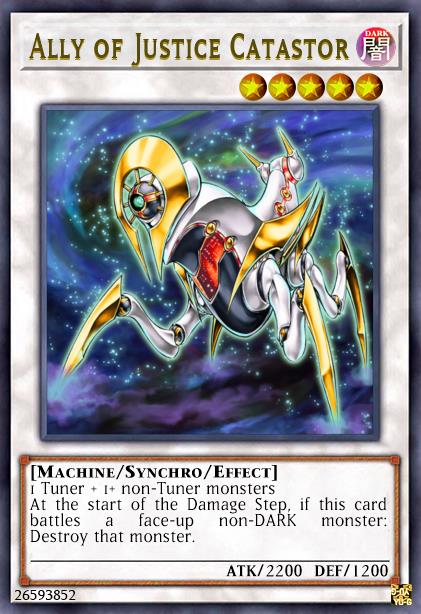 ALLY OF JUSTICE CATASTOR
DARK
闇
[MACHINE/SYNCHRO/EFFECT]
1 Tuner + 1+ non-Tuner monsters
At the start of the Damage Step, if this card
battles a face-up non-DARK monster:
Destroy that monster.
ATK/2200 DEF/1200
26593852